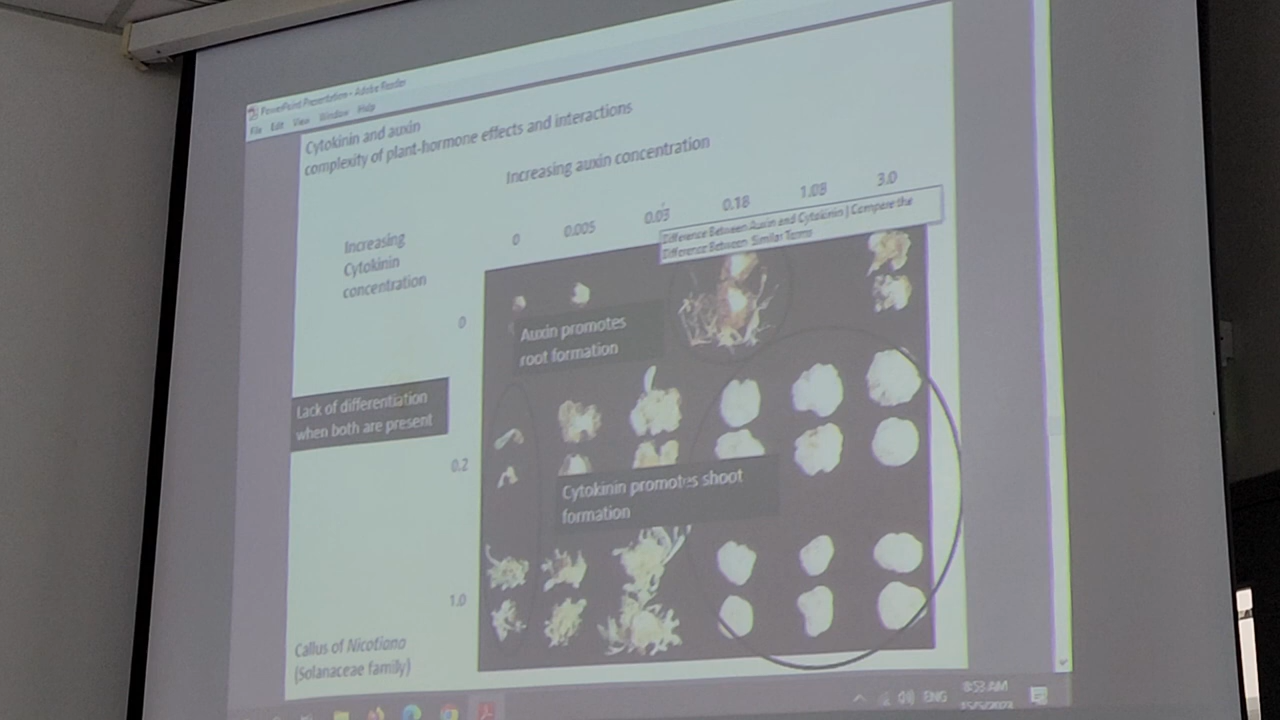 PowerPoint Presentation - Adobe Reader
File Edit View Window Help
Cytokinin and auxin
complexity of plant-hormone effects and interactions
Increasing auxin concentration
0 0.005 0.03 0.18 1.08 3.0
Difference Between Auxin and Cytokinin | Compare the
Difference Between Similar Terms
Increasing
Cytokinin
concentration
0
Auxin promotes
root formation
Lack of differentiation
when both are present
0.2
Cytokinin promotes shoot
formation
1.0
Callus of Nicotiana
(Solanaceae family)
ENG
8:53 AM
15/5/2023